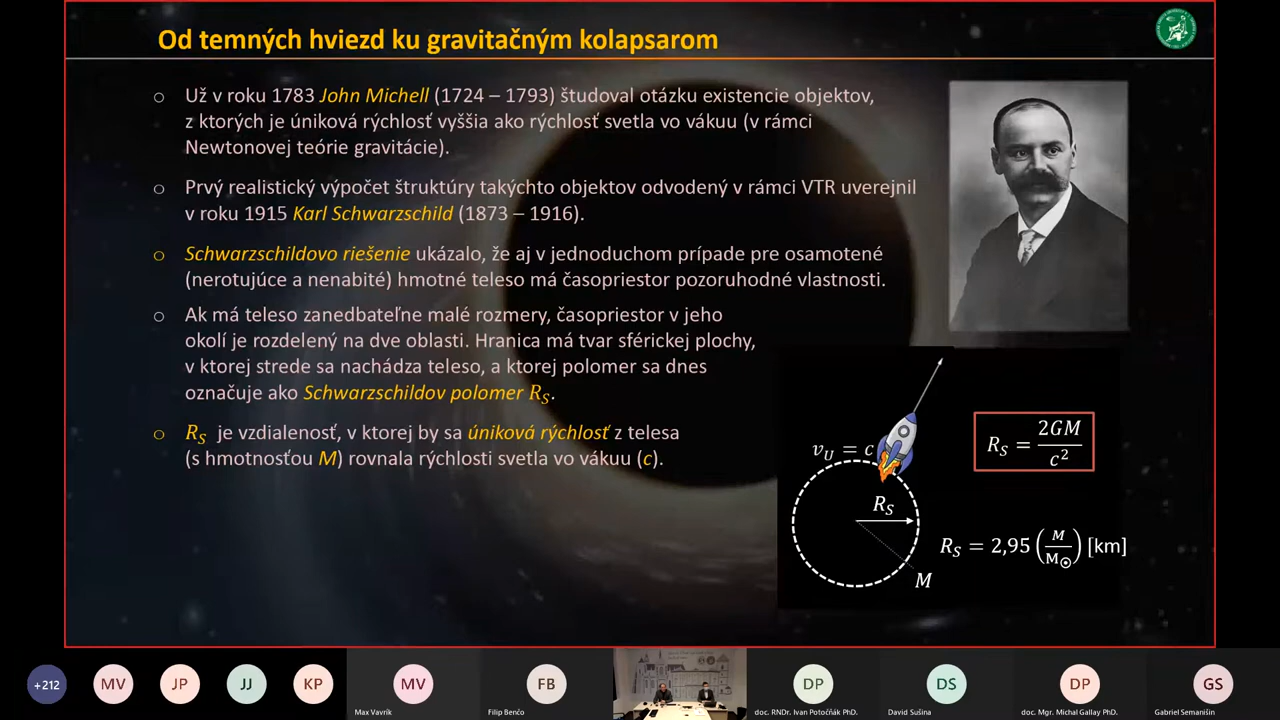 Od temných hviezd ku gravitačným kolapsarom
○ Už v roku 1783 John Michell (1724 – 1793) študoval otázku existencie objektov,
z ktorých je úniková rýchlosť vyššia ako rýchlosť svetla vo vákuu (v rámci
Newtonovej teórie gravitácie).
○ Prvý realistický výpočet štruktúry takýchto objektov odvodený v rámci VTR uverejnil
v roku 1915 Karl Schwarzschild (1873 – 1916).
○ Schwarzschildovo riešenie ukázalo, že aj v jednoduchom prípade pre osamotené
(nerotujúce a nenabité) hmotné teleso má časopriestor pozoruhodné vlastnosti.
○ Ak má teleso zanedbateľne malé rozmery, časopriestor v jeho
okolí je rozdelený na dve oblasti. Hranica má tvar sférickej plochy,
v ktorej strede sa nachádza teleso, a ktorej polomer sa dnes
označuje ako Schwarzschildov polomer R_S.
○ R_S je vzdialenosť, v ktorej by sa úniková rýchlosť z telesa
(s hmotnosťou M) rovnala rýchlosti svetla vo vákuu (c).
v_U = c
R_S
M
R_S = 2GM / c²
R_S = 2,95 (M / M☉) [km]
+212
MV
JP
JJ
KP
MV
Max Vavrík
FB
Filip Benčo
DP
doc. RNDr. Ivan Potočňák PhD.
DS
David Sušina
DP
doc. Mgr. Michal Gallay PhD.
GS
Gabriel Semanišin